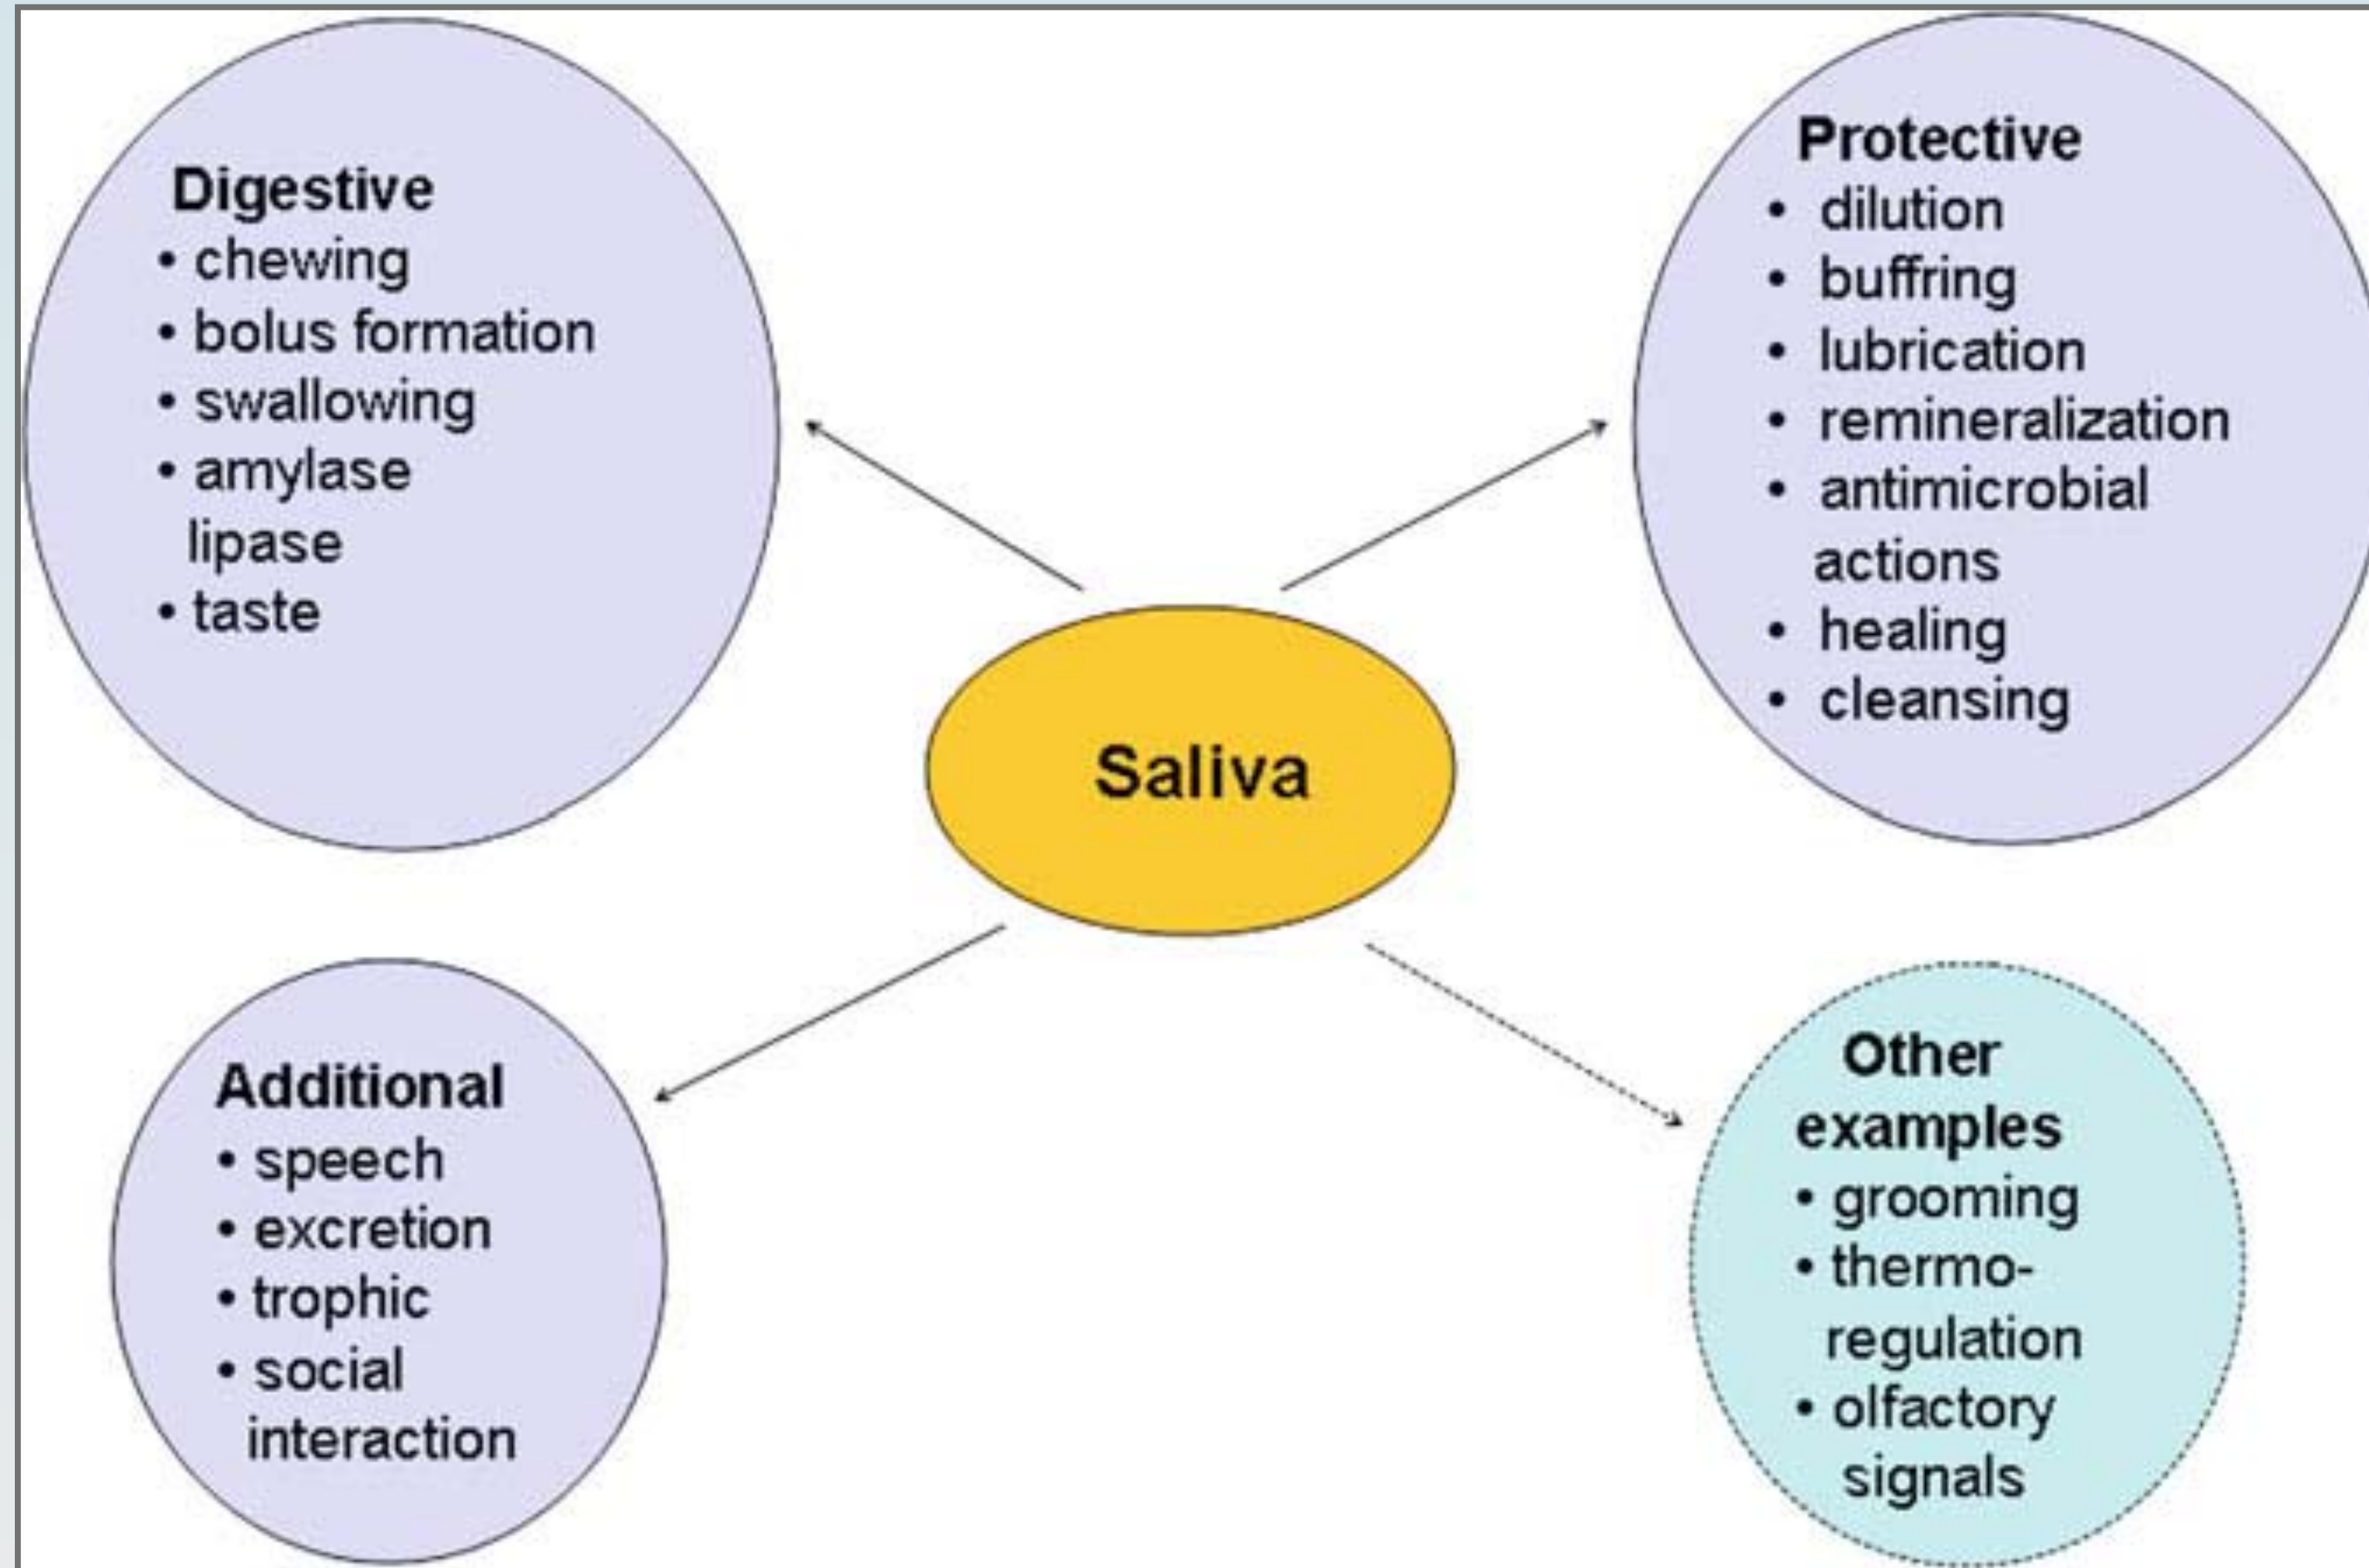 Digestive
• chewing
• bolus formation
• swallowing
• amylase
lipase
• taste
Protective
• dilution
• buffring
• lubrication
• remineralization
• antimicrobial
actions
• healing
• cleansing
Saliva
Additional
• speech
• excretion
• trophic
• social
interaction
Other
examples
• grooming
• thermo-
regulation
• olfactory
signals